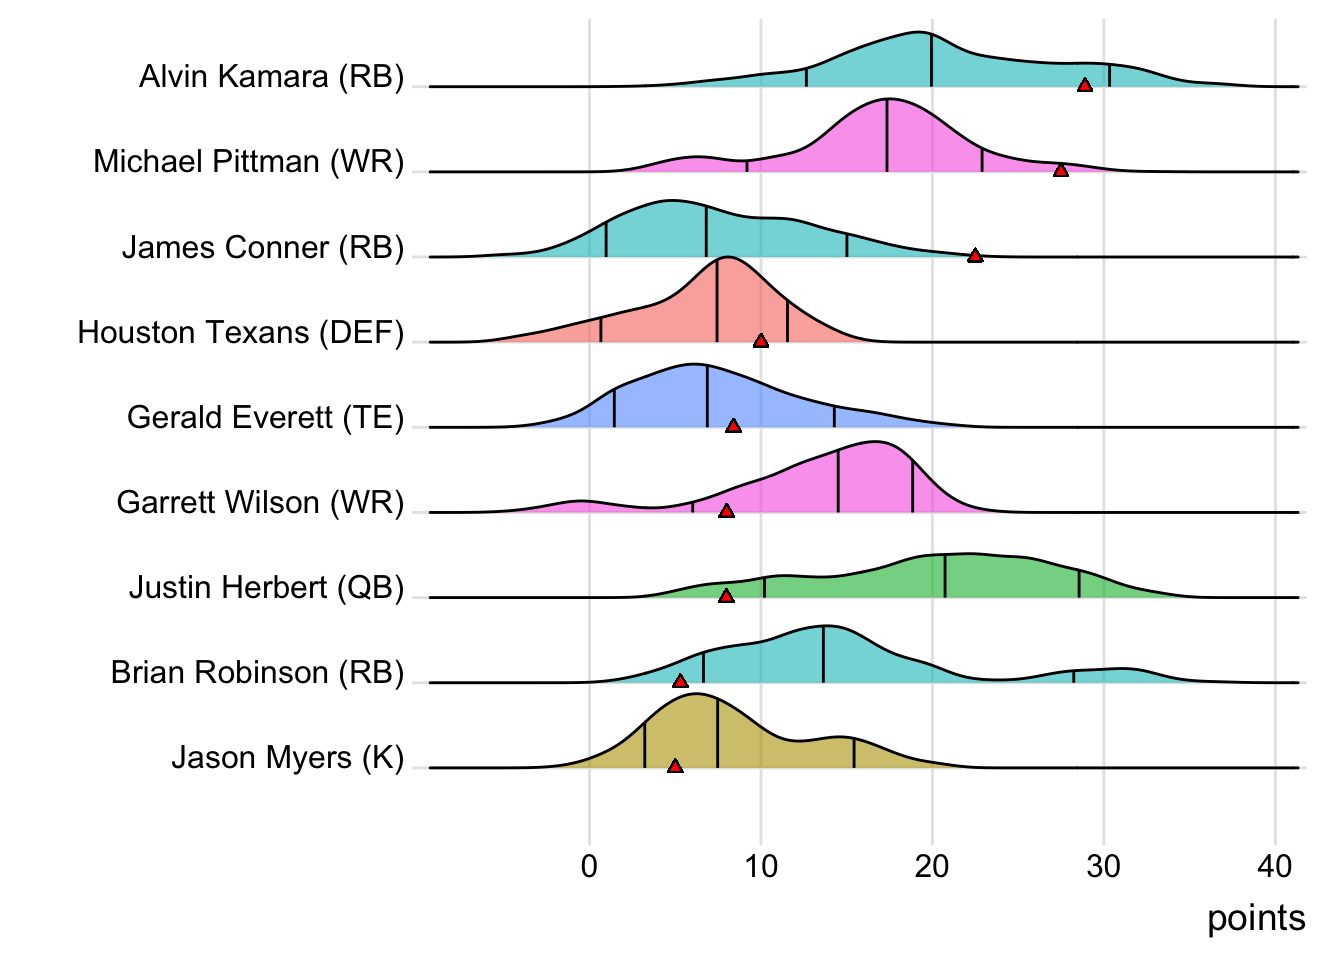 Alvin Kamara (RB)
Michael Pittman (WR)
James Conner (RB)
Houston Texans (DEF)
Gerald Everett (TE)
Garrett Wilson (WR)
Justin Herbert (QB)
Brian Robinson (RB)
Jason Myers (K)
0 10 20 30 40
points